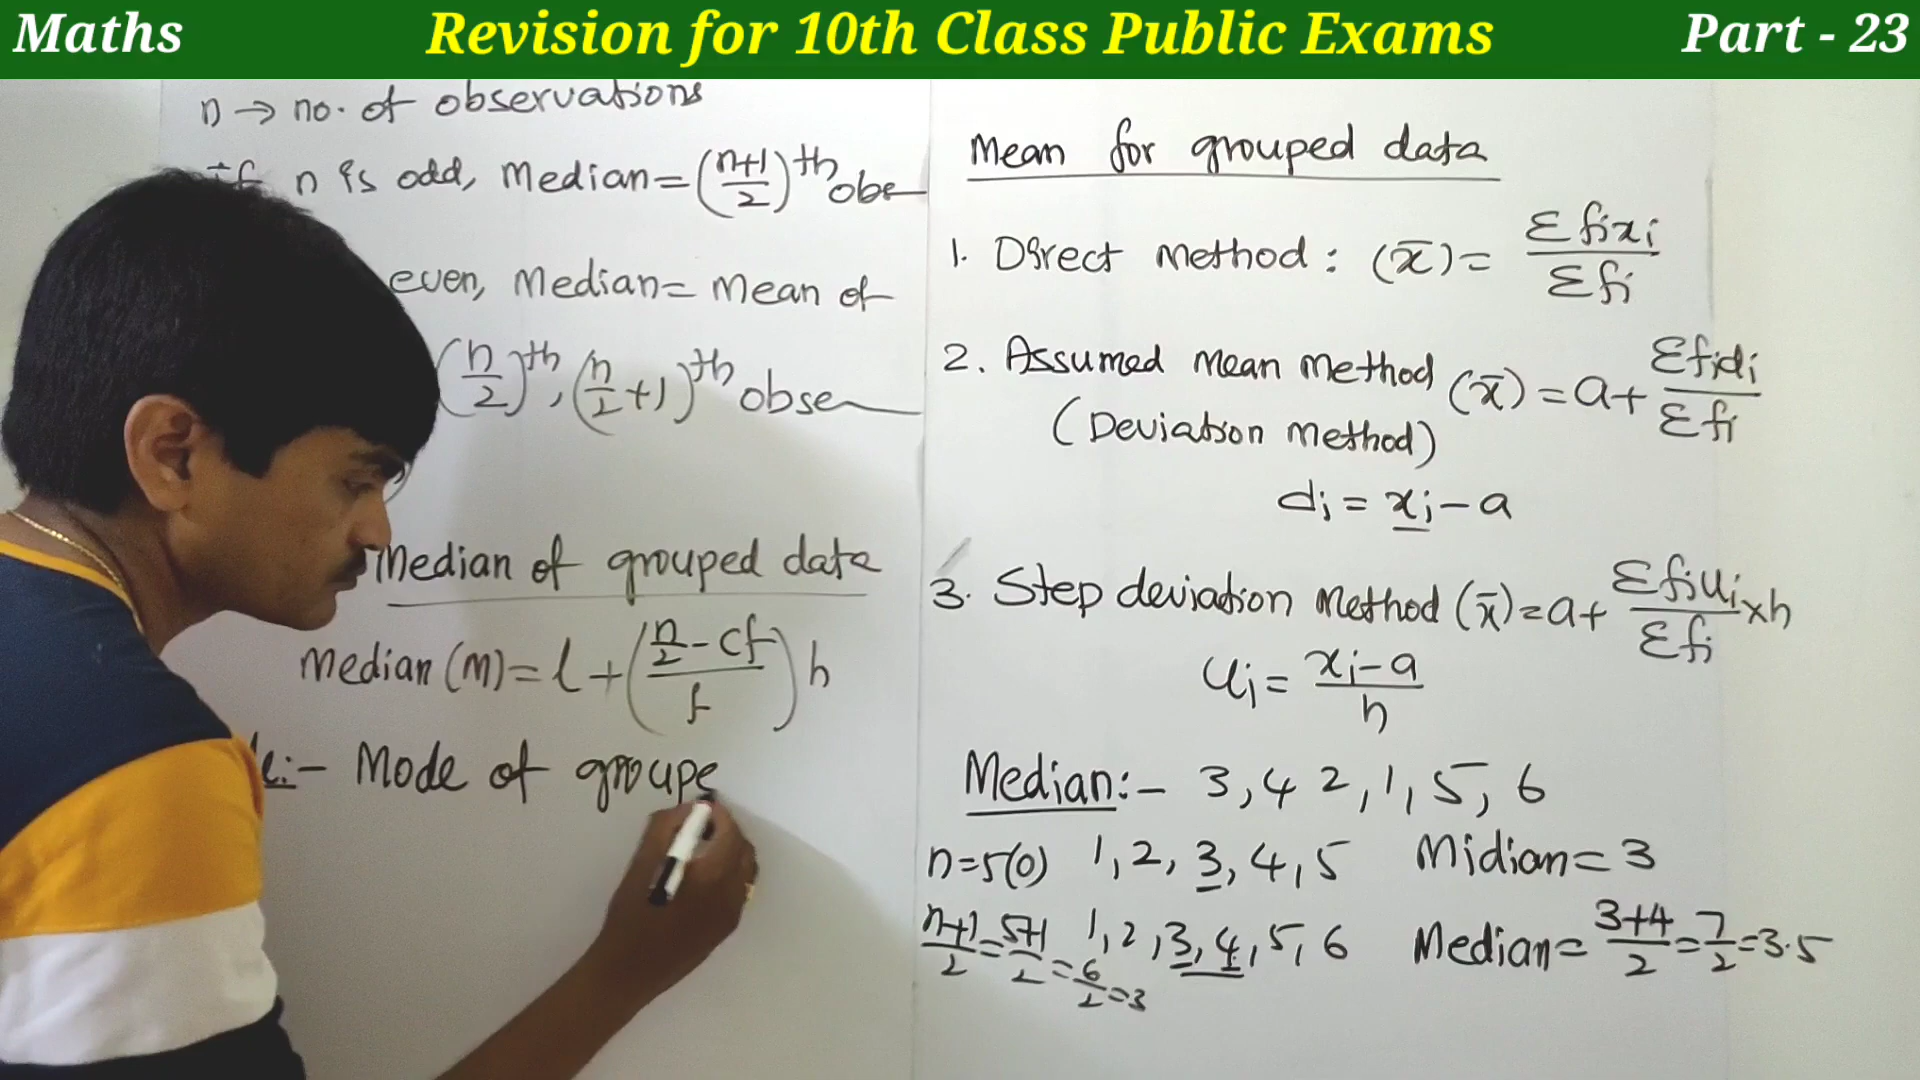 Maths
Revision for 10th Class Public Exams
Part - 23
n → no. of observations
if n is odd, Median = (n+1/2)th obs
even, Median = Mean of
(n/2)th, (n/2 + 1)th obse
Median of grouped data
Median (M) = l + (n/2 - cf / f) h
e:- Mode of groupe
Mean for grouped data
1. Direct Method : (x̄) = Σfixi / Σfi
2. Assumed Mean Method (x̄) = a + Σfidi / Σfi
(Deviation Method)
di = xi - a
3. Step deviation Method (x̄) = a + Σfiui / Σfi × h
ui = xi - a / h
Median:- 3, 4 2, 1, 5, 6
n=5(0) 1, 2, 3, 4, 5 Midian = 3
n+1/2 = 5+1/2 = 6/2 = 3
1, 2, 3, 4, 5, 6 Median = 3+4/2 = 7/2 = 3.5